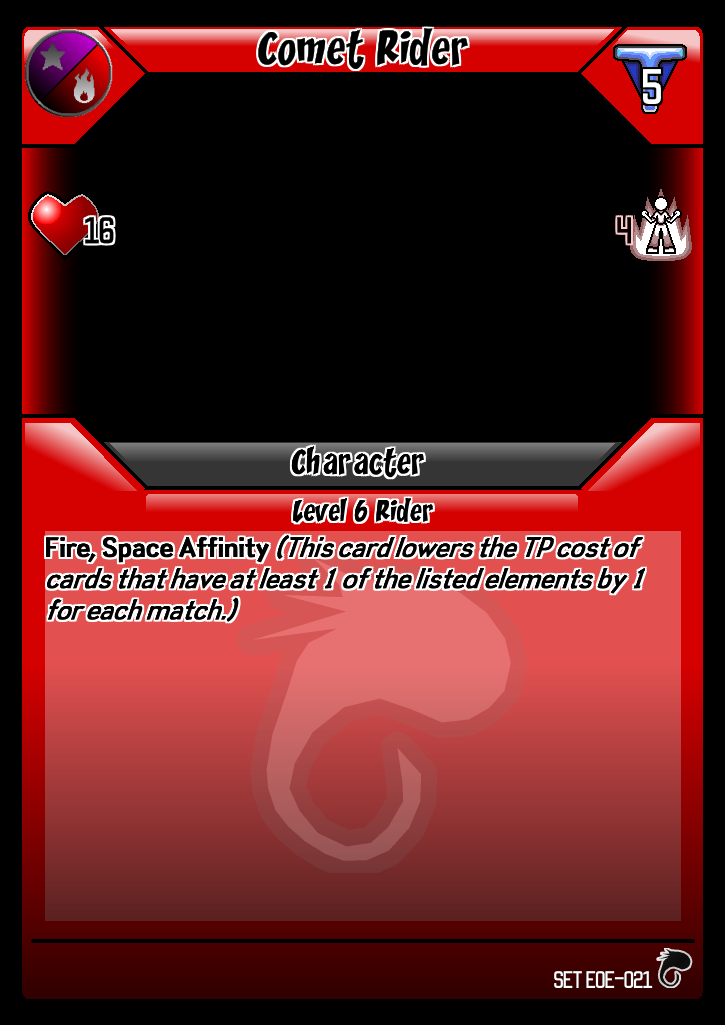 Comet Rider
5
16
4
Character
Level 6 Rider
Fire, Space Affinity (This card lowers the TP cost of
cards that have at least 1 of the listed elements by 1
for each match.)
SET EOE-021